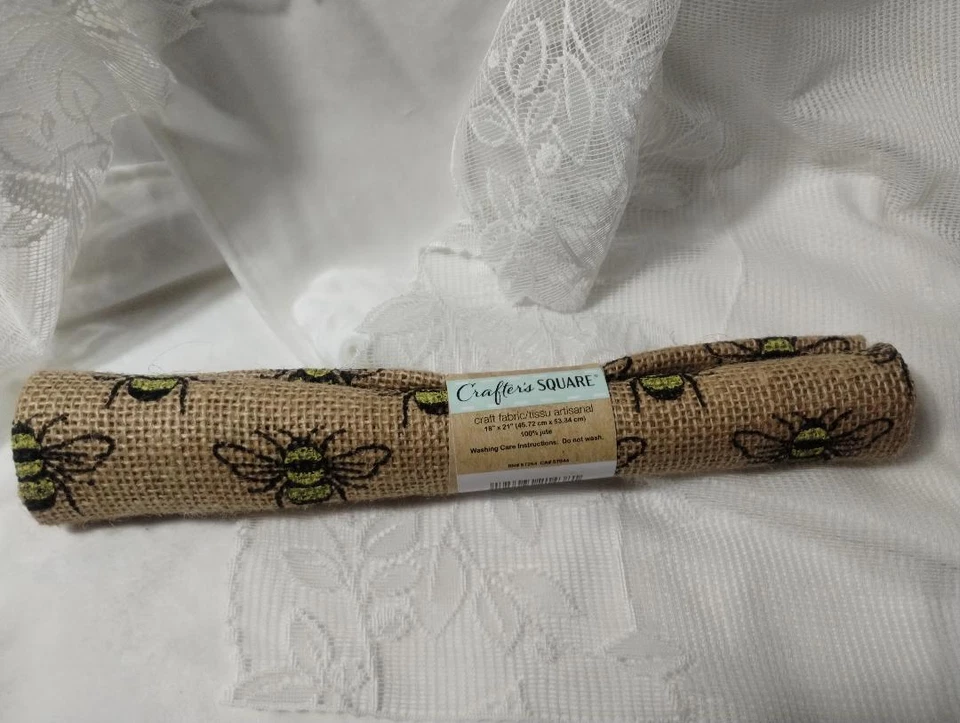 Crafter's SQUARE™
craft fabric/tissu artisanal
18" x 21" (45.72 cm x 53.34 cm)
100% jute
Washing Care Instructions: Do not wash.